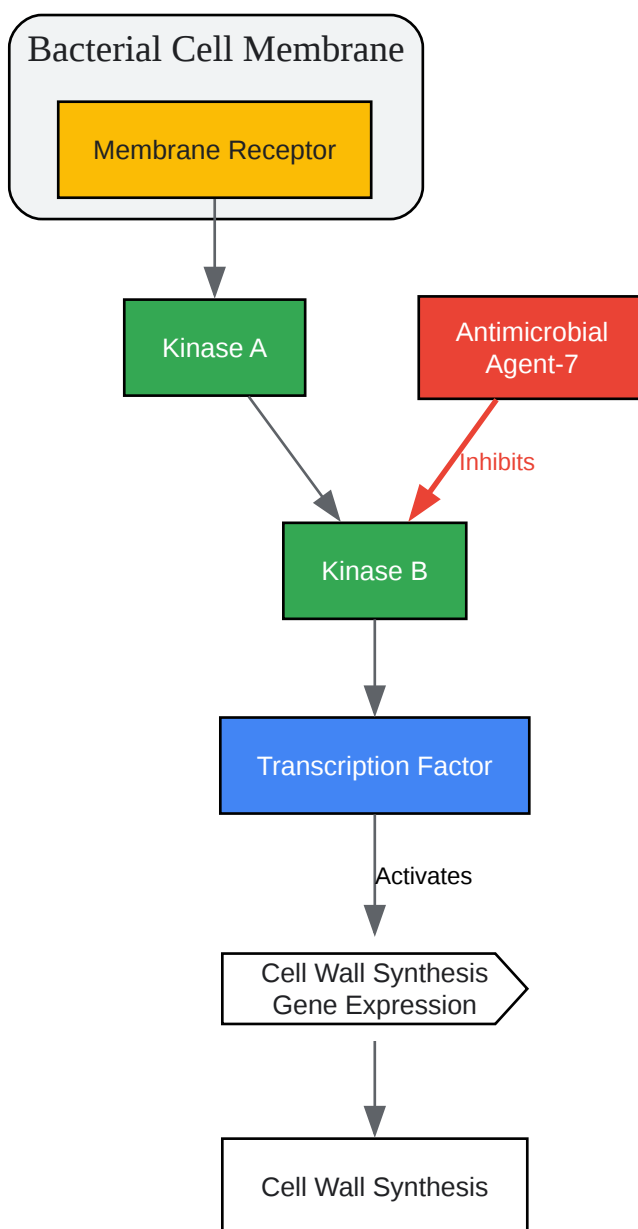 Bacterial Cell Membrane
Membrane Receptor
Kinase A
Antimicrobial
Agent-7
Inhibits
Kinase B
Transcription Factor
Activates
Cell Wall Synthesis
Gene Expression
Cell Wall Synthesis